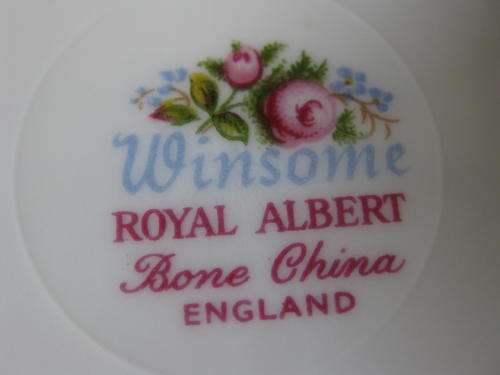 Winsome
ROYAL ALBERT
Bone China
ENGLAND